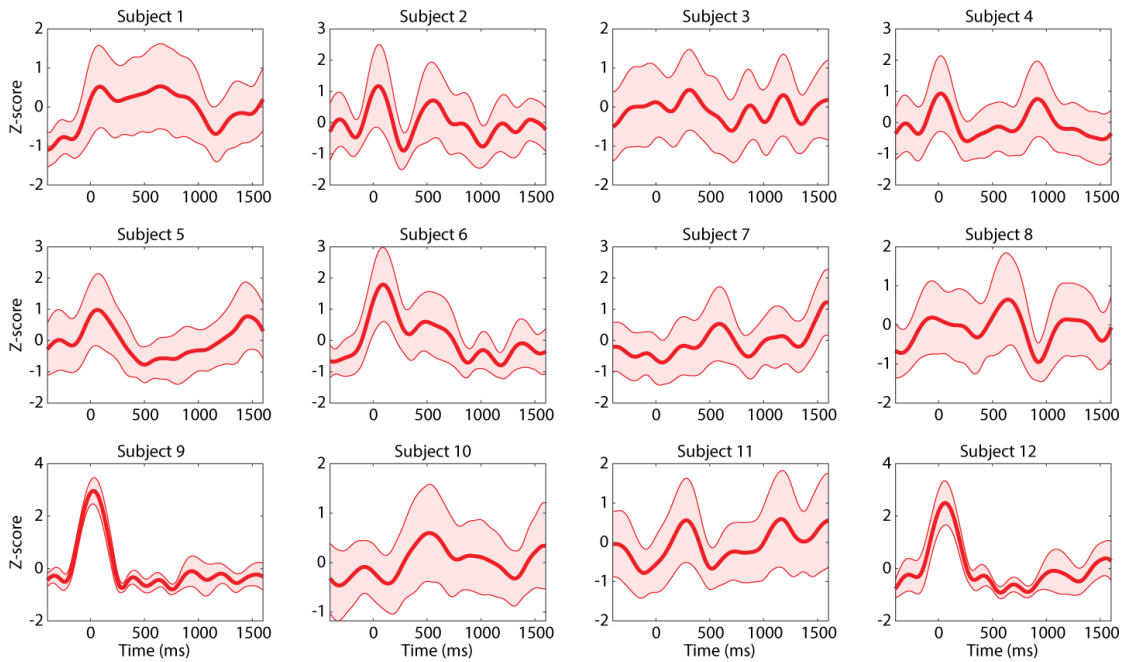 Subject 1 Subject 2 Subject 3 Subject 4
2 3 2 3
1 2 1 2
0 1 0 1
-1 0 -1 0
-2 -1 -2 -1
-2 -2
Z-score
0 500 1000 1500 0 500 1000 1500 0 500 1000 1500 0 500 1000 1500
Subject 5 Subject 6 Subject 7 Subject 8
3 3 3 2
2 2 2 1
1 1 1 0
0 0 0 -1
-1 -1 -1 -2
-2 -2 -2
Z-score
0 500 1000 1500 0 500 1000 1500 0 500 1000 1500 0 500 1000 1500
Subject 9 Subject 10 Subject 11 Subject 12
4 2 2 4
2 1 1 2
0 0 0 0
-2 -1 -1 -2
-2
Z-score
0 500 1000 1500 0 500 1000 1500 0 500 1000 1500 0 500 1000 1500
Time (ms) Time (ms) Time (ms) Time (ms)